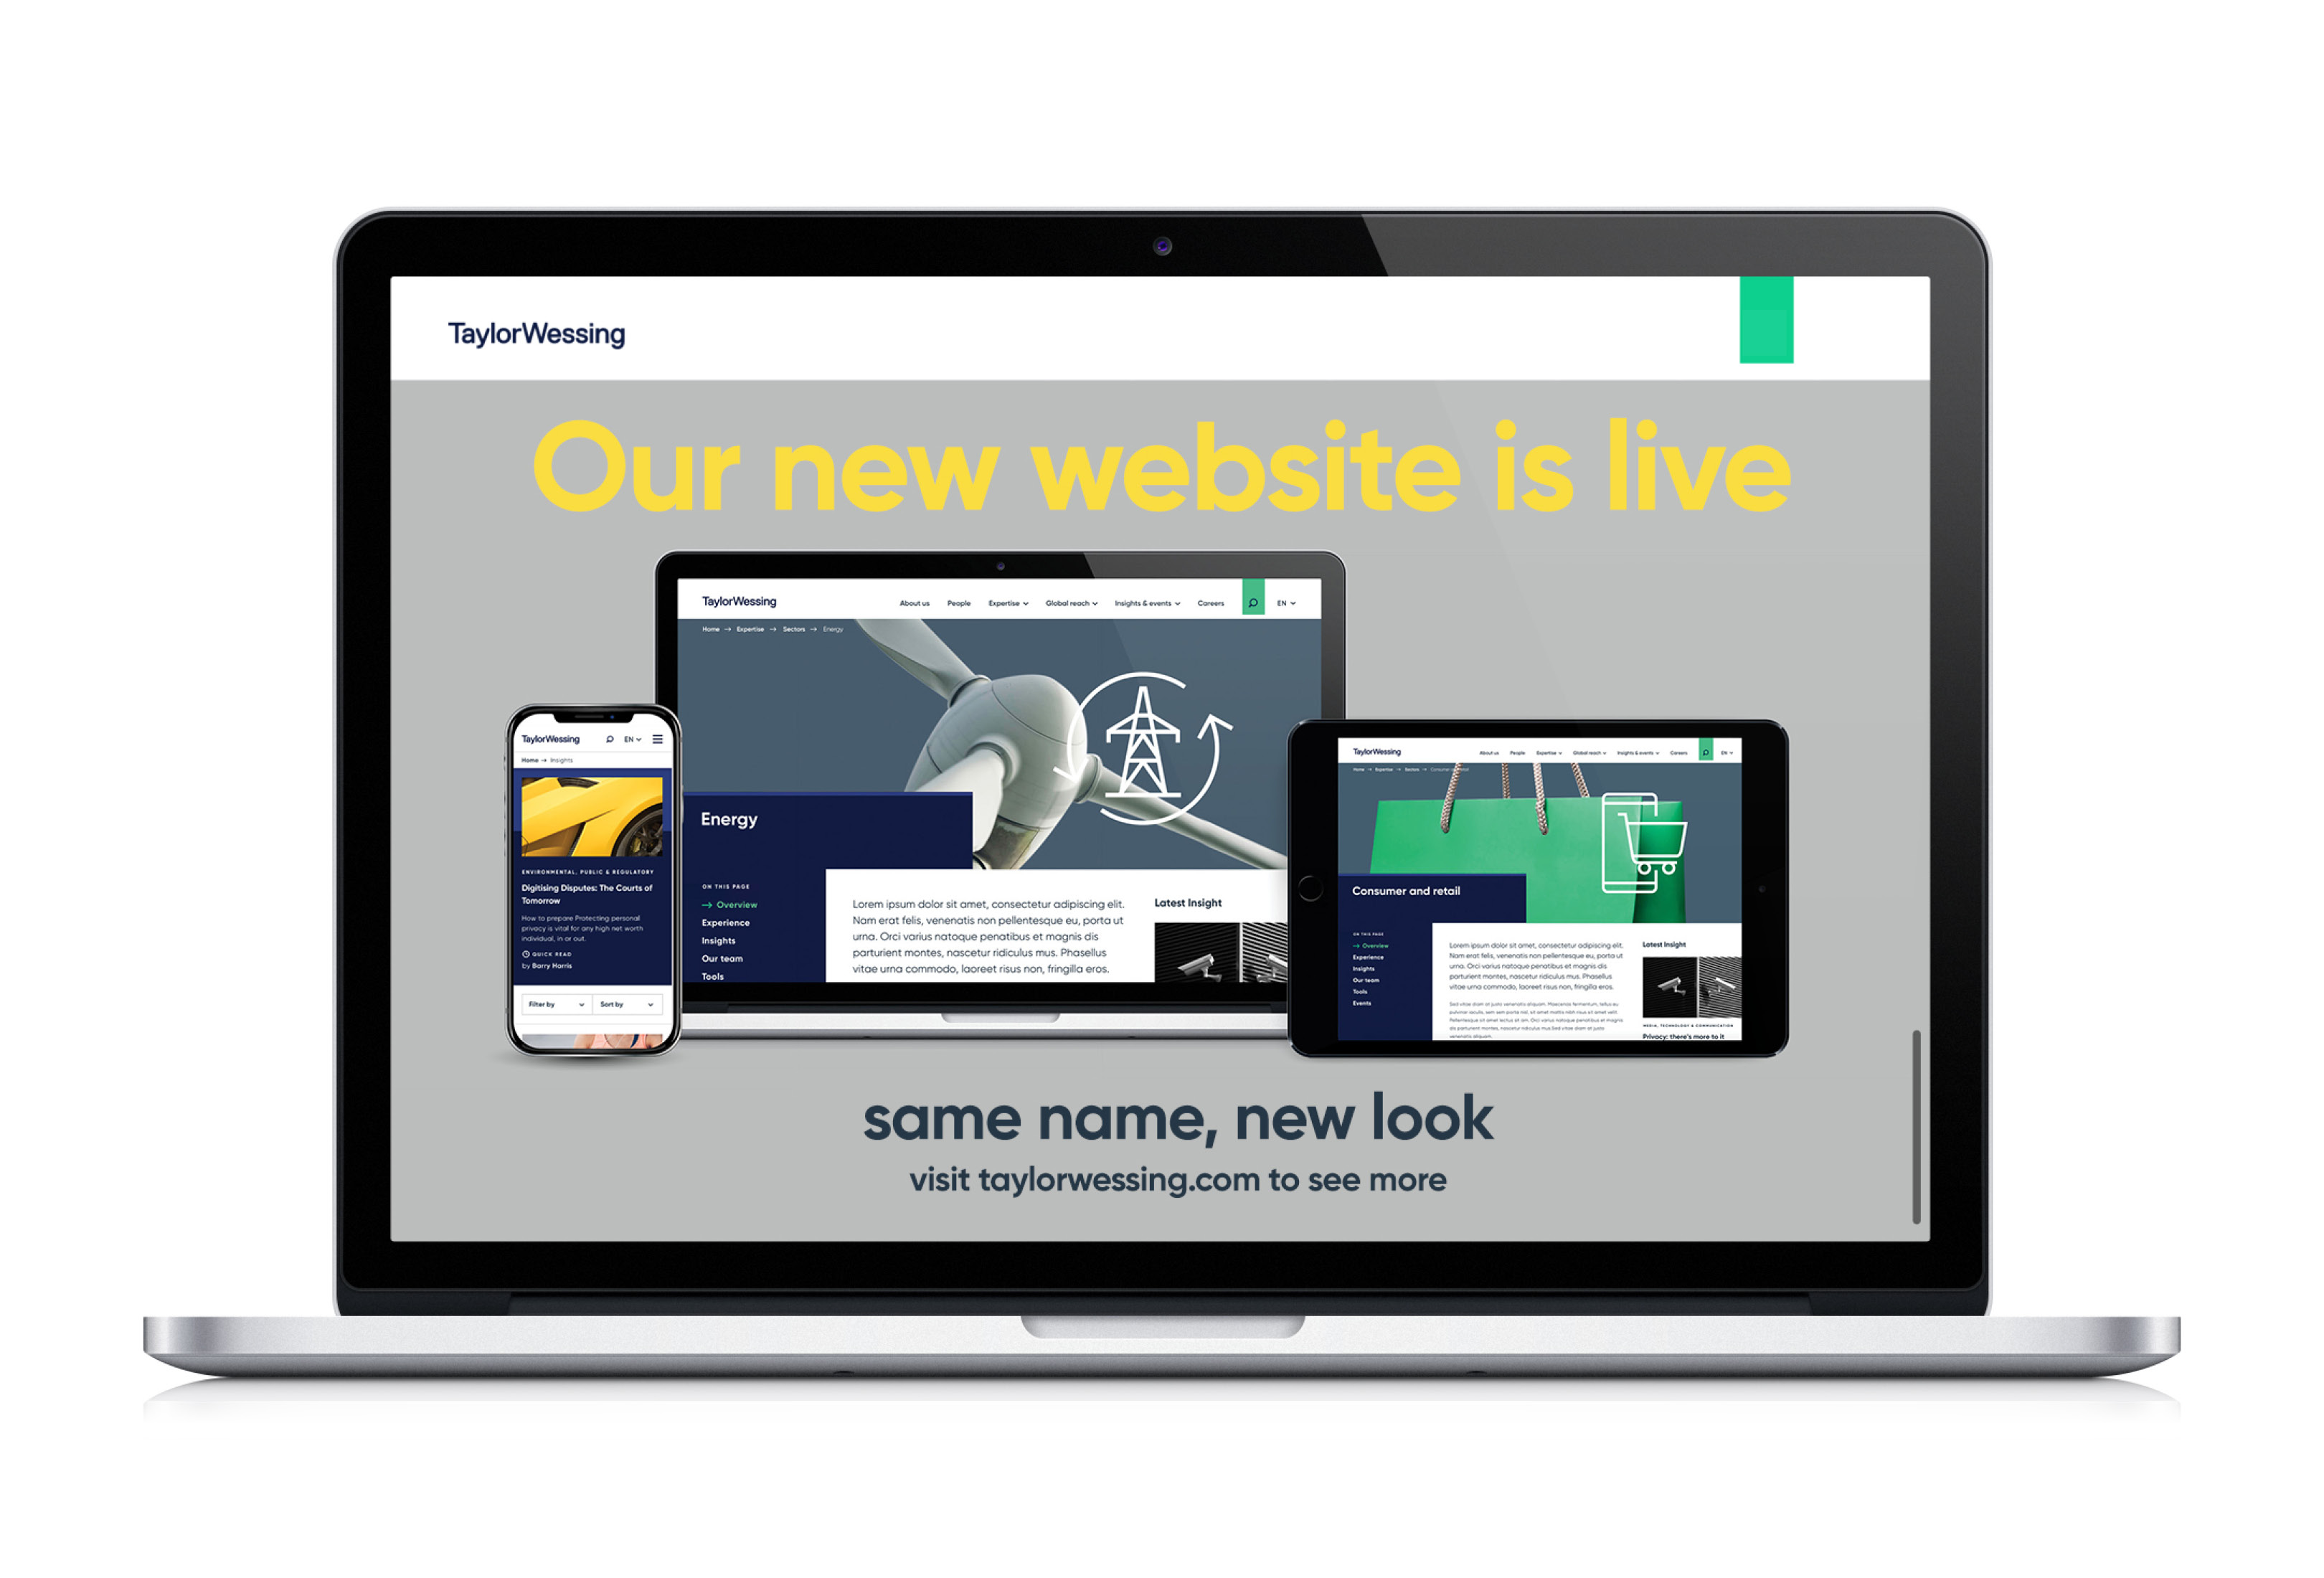 TaylorWessing
Our new website is live
TaylorWessing
About us People Expertise Global reach Insights & events Careers EN
Home → Expertise → Sectors → Energy
Energy
ON THIS PAGE
→ Overview
Experience
Insights
Our team
Tools
Lorem ipsum dolor sit amet, consectetur adipiscing elit.
Nam erat felis, venenatis non pellentesque eu, porta ut
urna. Orci varius natoque penatibus et magnis dis
parturient montes, nascetur ridiculus mus. Phasellus
vitae urna commodo, laoreet risus non, fringilla eros.
Latest Insight
TaylorWessing EN
Home → Insights
ENVIRONMENTAL, PUBLIC & REGULATORY
Digitising Disputes: The Courts of
Tomorrow
How to prepare Protecting personal
privacy is vital for any high net worth
individual, in or out.
QUICK READ
by Barry Harris
Filter by Sort by
TaylorWessing
About us People Expertise Global reach Insights & events Careers EN
Home → Expertise → Sectors → Consumer
Consumer and retail
ON THIS PAGE
→ Overview
Experience
Insights
Our team
Tools
Events
Lorem ipsum dolor sit amet, consectetur adipiscing elit.
Nam erat felis, venenatis non pellentesque eu, porta ut
urna. Orci varius natoque penatibus et magnis dis
parturient montes, nascetur ridiculus mus. Phasellus
vitae urna commodo, laoreet risus non, fringilla eros.
Latest Insight
MEDIA, TECHNOLOGY & COMMUNICATION
Privacy: there's more to it
same name, new look
visit taylorwessing.com to see more